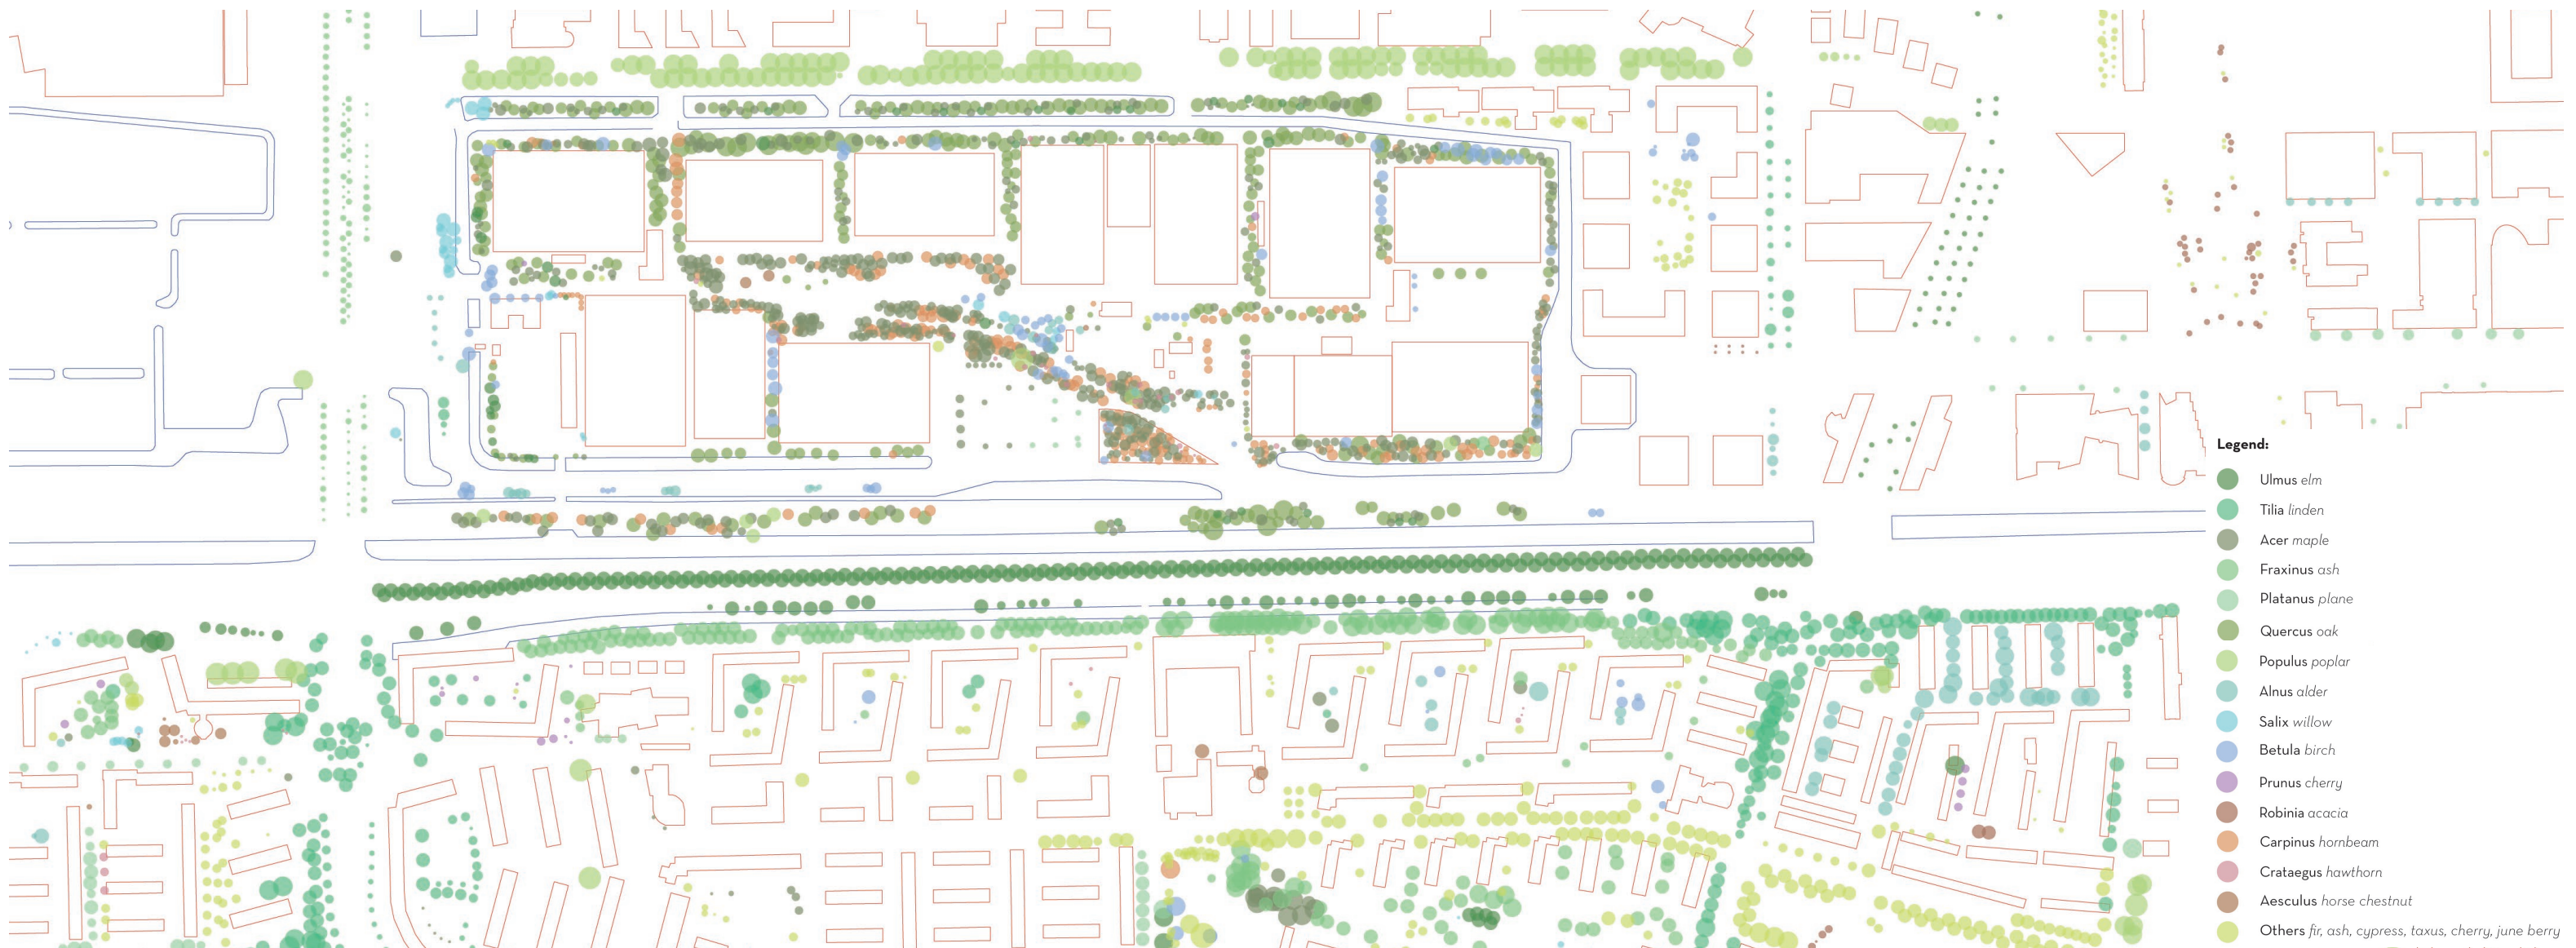 Legend:
Ulmus elm
Tilia linden
Acer maple
Fraxinus ash
Platanus plane
Quercus oak
Populus poplar
Alnus alder
Salix willow
Betula birch
Prunus cherry
Robinia acacia
Carpinus hornbeam
Crataegus hawthorn
Aesculus horse chestnut
Others fir, ash, cypress, taxus, cherry, june berry